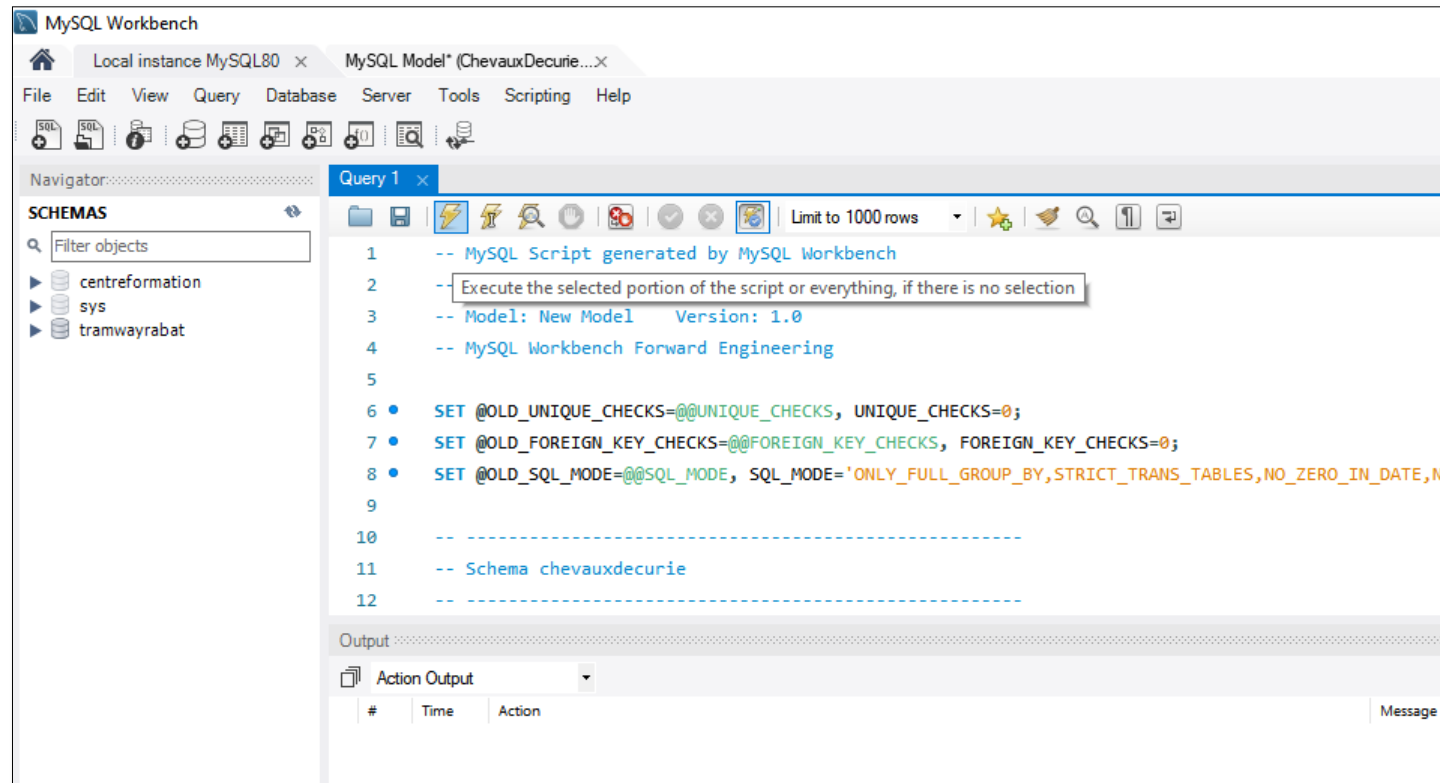 MySQL Workbench
Local instance MySQL80 × MySQL Model* (ChevauxDecurie...×
File Edit View Query Database Server Tools Scripting Help
Navigator
Query 1 ×
SCHEMAS
Limit to 1000 rows
Filter objects
centreformation
sys
tramwayrabat
1 -- MySQL Script generated by MySQL Workbench
2 --
Execute the selected portion of the script or everything, if there is no selection
3 -- Model: New Model Version: 1.0
4 -- MySQL Workbench Forward Engineering
5
6 SET @OLD_UNIQUE_CHECKS=@@UNIQUE_CHECKS, UNIQUE_CHECKS=0;
7 SET @OLD_FOREIGN_KEY_CHECKS=@@FOREIGN_KEY_CHECKS, FOREIGN_KEY_CHECKS=0;
8 SET @OLD_SQL_MODE=@@SQL_MODE, SQL_MODE='ONLY_FULL_GROUP_BY,STRICT_TRANS_TABLES,NO_ZERO_IN_DATE,N
9
10 -- -----------------------------------------------------
11 -- Schema chevauxdecurie
12 -- -----------------------------------------------------
Output
Action Output
# Time Action Message